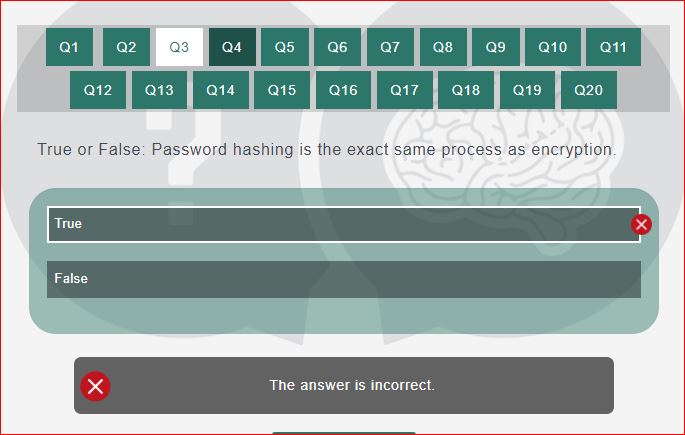 Q1 Q2 Q3 Q4 Q5 Q6 Q7 Q8 Q9 Q10 Q11
Q12 Q13 Q14 Q15 Q16 Q17 Q18 Q19 Q20
True or False: Password hashing is the exact same process as encryption.
True
False
The answer is incorrect.